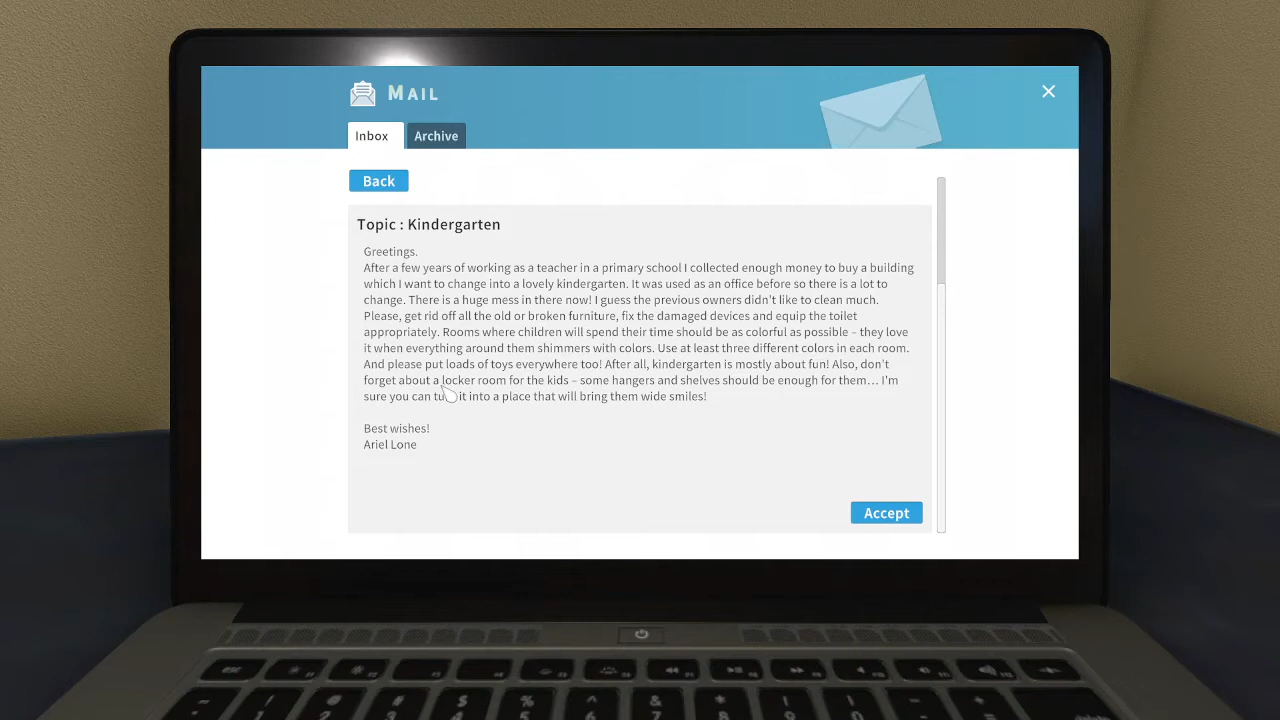 Mail
Inbox
Archive
Back
Topic : Kindergarten
Greetings.
After a few years of working as a teacher in a primary school I collected enough money to buy a building
which I want to change into a lovely kindergarten. It was used as an office before so there is a lot to
change. There is a huge mess in there now! I guess the previous owners didn't like to clean much.
Please, get rid off all the old or broken furniture, fix the damaged devices and equip the toilet
appropriately. Rooms where children will spend their time should be as colorful as possible – they love
it when everything around them shimmers with colors. Use at least three different colors in each room.
And please put loads of toys everywhere too! After all, kindergarten is mostly about fun! Also, don't
forget about a locker room for the kids – some hangers and shelves should be enough for them... I'm
sure you can turn it into a place that will bring them wide smiles!
Best wishes!
Ariel Lone
Accept